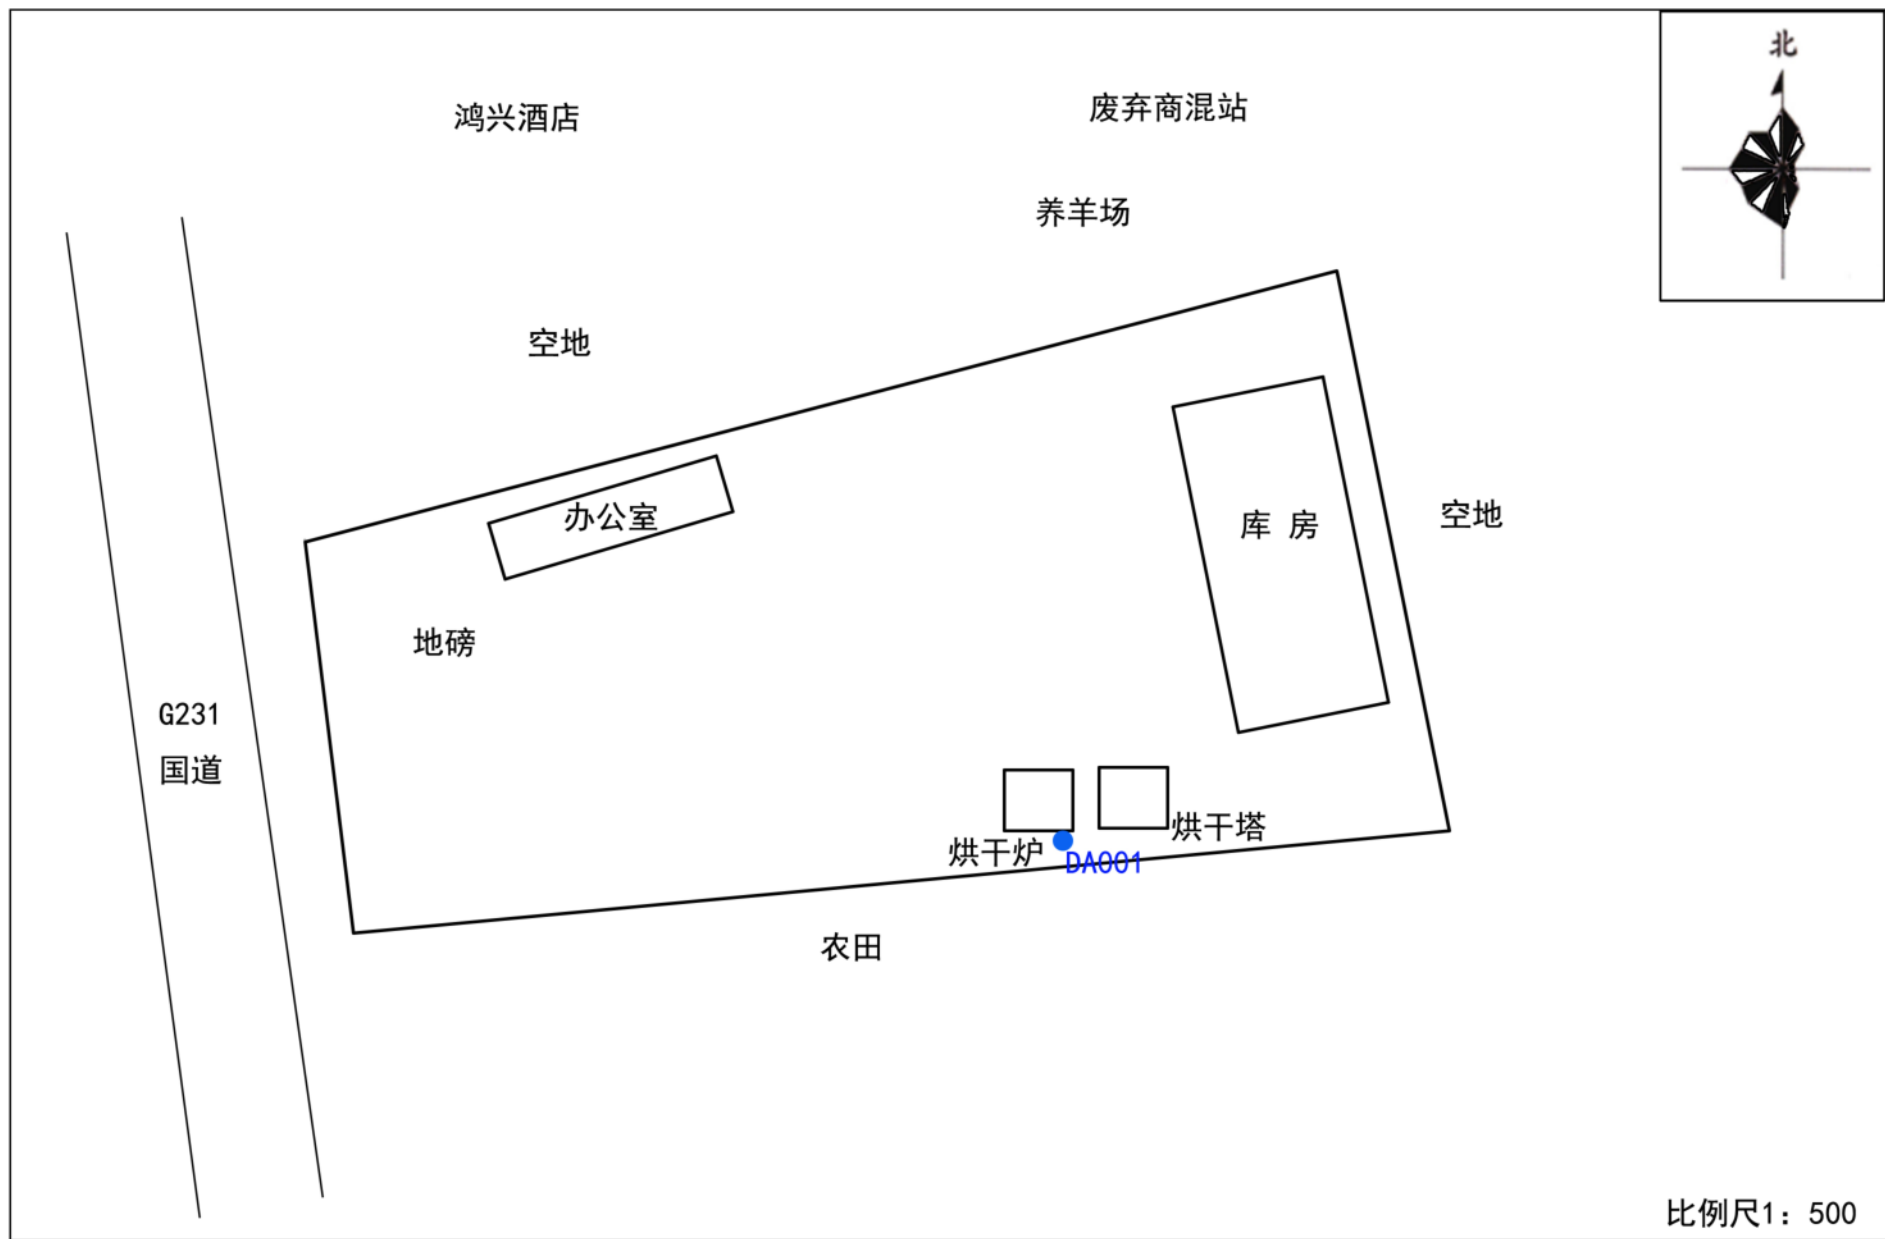 北
鸿兴酒店
废弃商混站
养羊场
空地
办公室
库 房
空地
地磅
G231
国道
烘干塔
烘干炉
DA001
农田
比例尺1：500